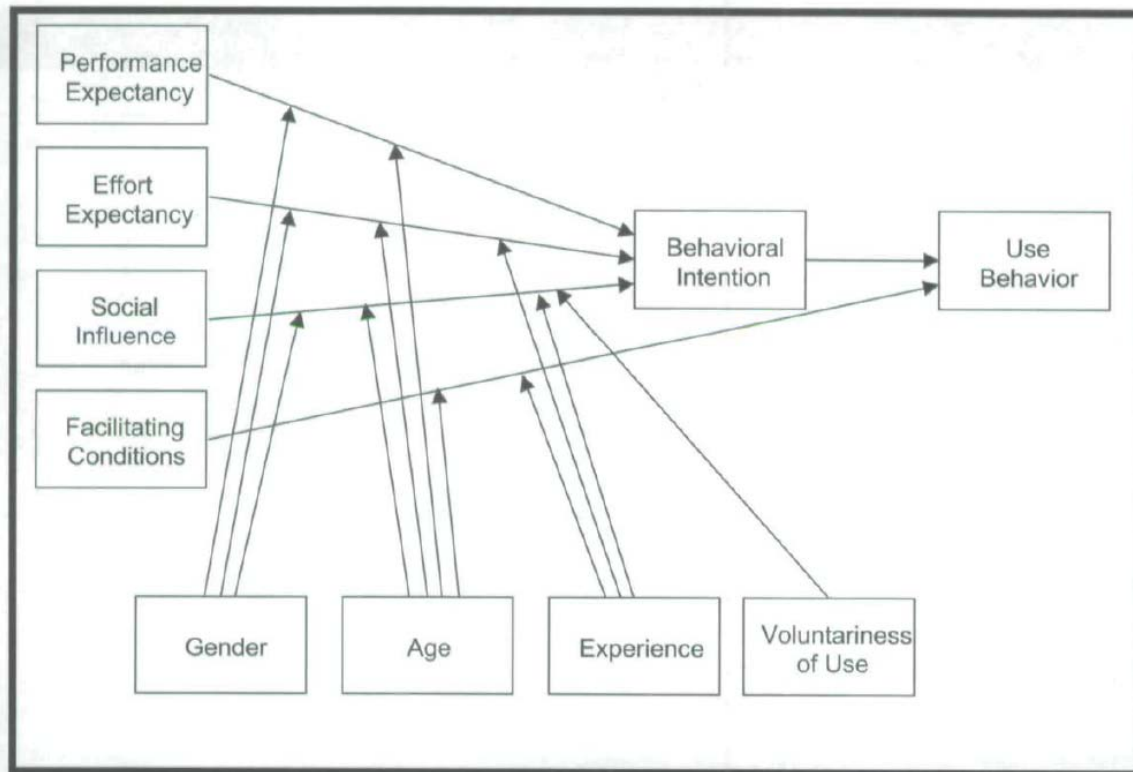 Performance
Expectancy
Effort
Expectancy
Social
Influence
Facilitating
Conditions
Behavioral
Intention
Use
Behavior
Gender
Age
Experience
Voluntariness
of Use